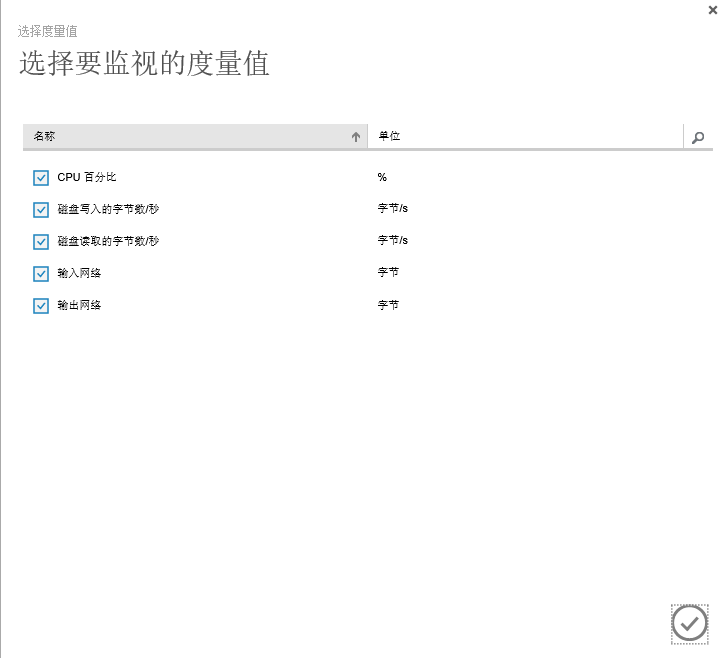 选择度量值
选择要监视的度量值
名称 单位
CPU 百分比 %
磁盘写入的字节数/秒 字节/s
磁盘读取的字节数/秒 字节/s
输入网络 字节
输出网络 字节